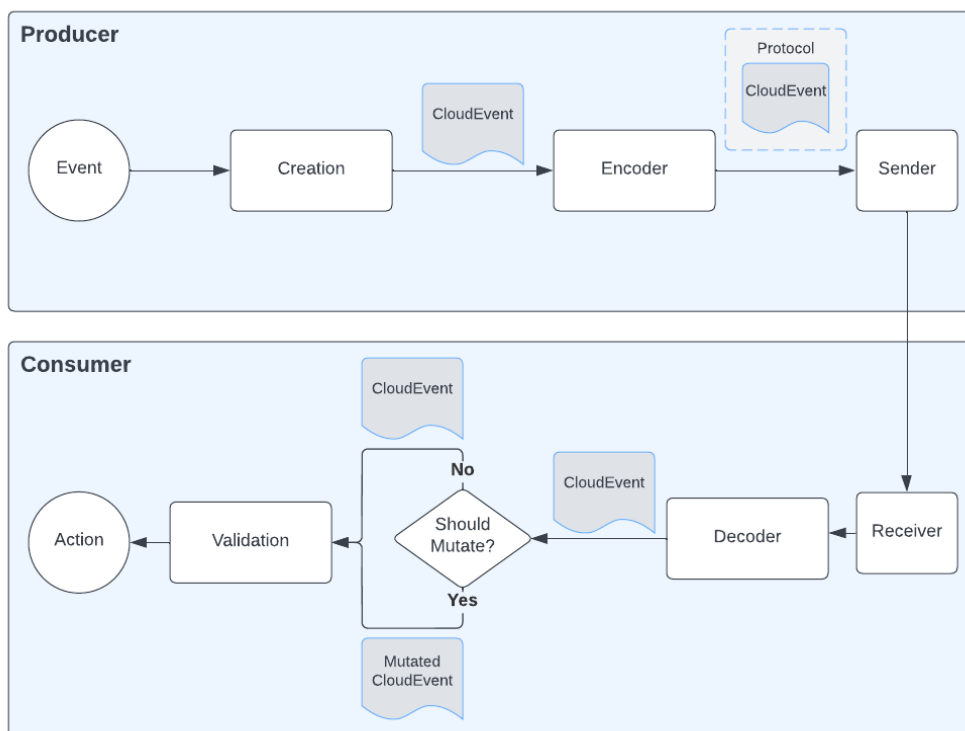 Producer
Protocol
CloudEvent
CloudEvent
Event
Creation
Encoder
Sender
Consumer
CloudEvent
No
CloudEvent
Should
Mutate?
Action
Validation
Decoder
Receiver
Yes
Mutated
CloudEvent